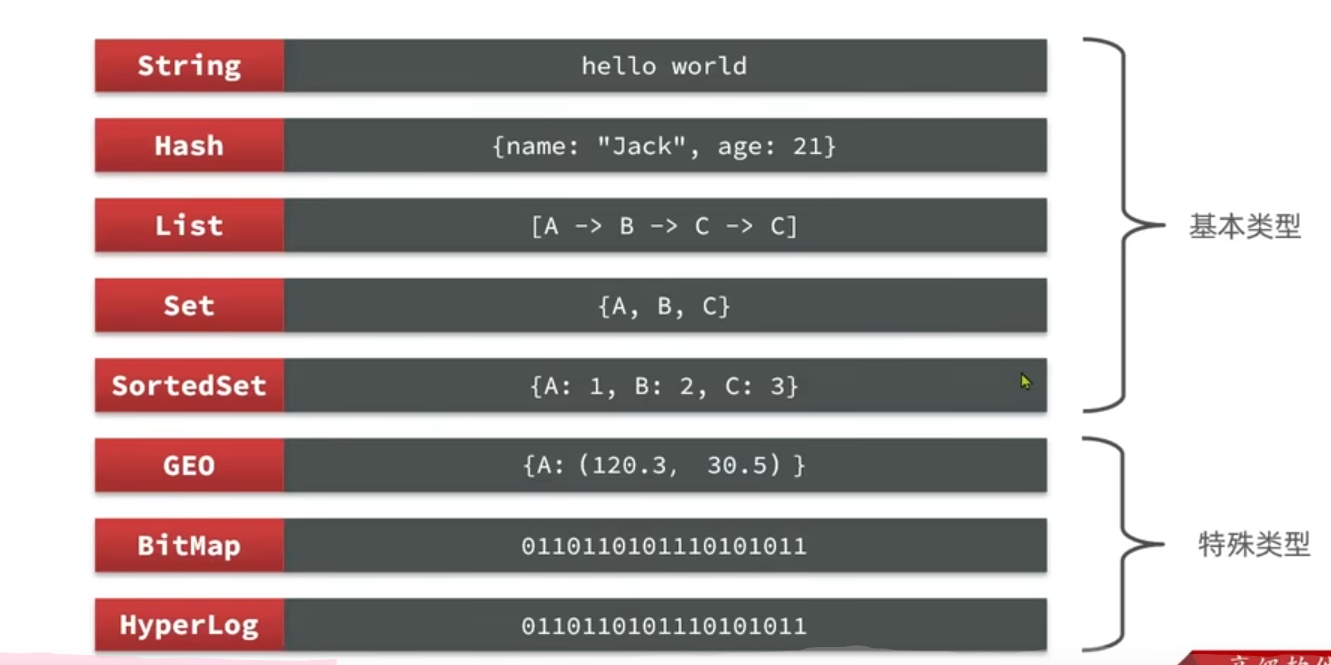 String
hello world
Hash
{name: "Jack", age: 21}
List
[A -> B -> C -> C]
Set
{A, B, C}
SortedSet
{A: 1, B: 2, C: 3}
基本类型
GEO
{A: (120.3, 30.5) }
BitMap
0110110101110101011
特殊类型
HyperLog
0110110101110101011